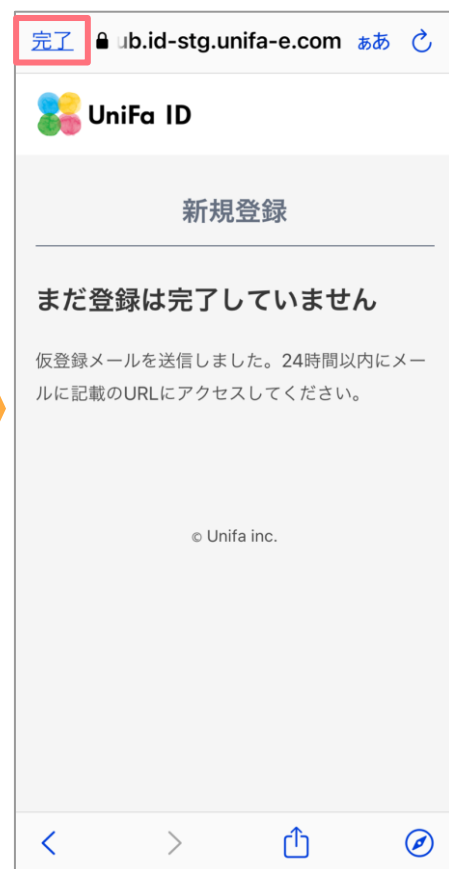 完了 ub.id-stg.unifa-e.com ぁあ
UniFa ID
新規登録
まだ登録は完了していません
仮登録メールを送信しました。24時間以内にメー
ルに記載のURLにアクセスしてください。
© Unifa inc.